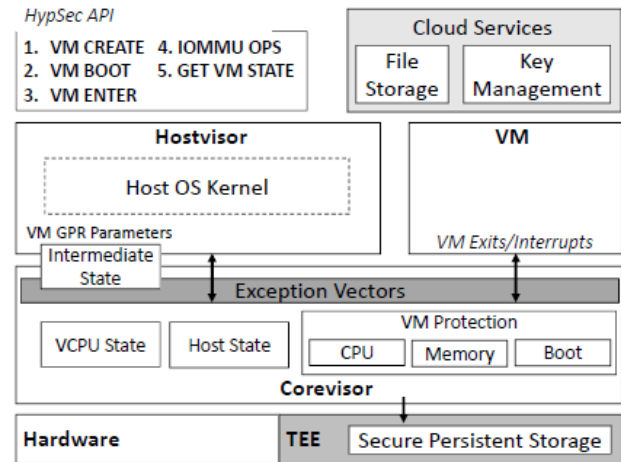 HypSec API
1. VM CREATE 4. IOMMU OPS
2. VM BOOT 5. GET VM STATE
3. VM ENTER
Cloud Services
File Storage
Key Management
Hostvisor
Host OS Kernel
VM GPR Parameters
VM
VM Exits/Interrupts
Intermediate
State
Exception Vectors
VCPU State
Host State
VM Protection
CPU
Memory
Boot
Corevisor
Hardware
TEE
Secure Persistent Storage